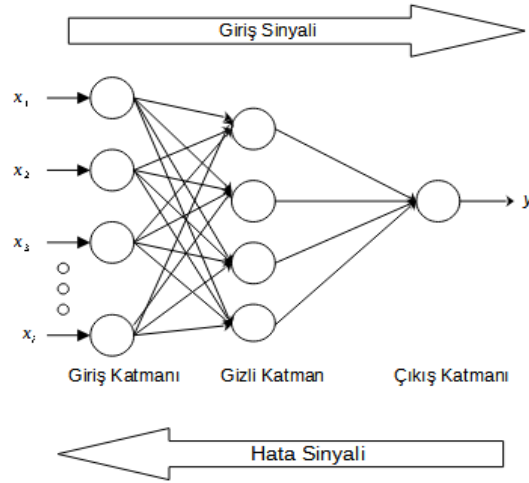 Giriş Sinyali
x₁
x₂
x₃
xᵢ
y
Giriş Katmanı Gizli Katman Çıkış Katmanı
Hata Sinyali